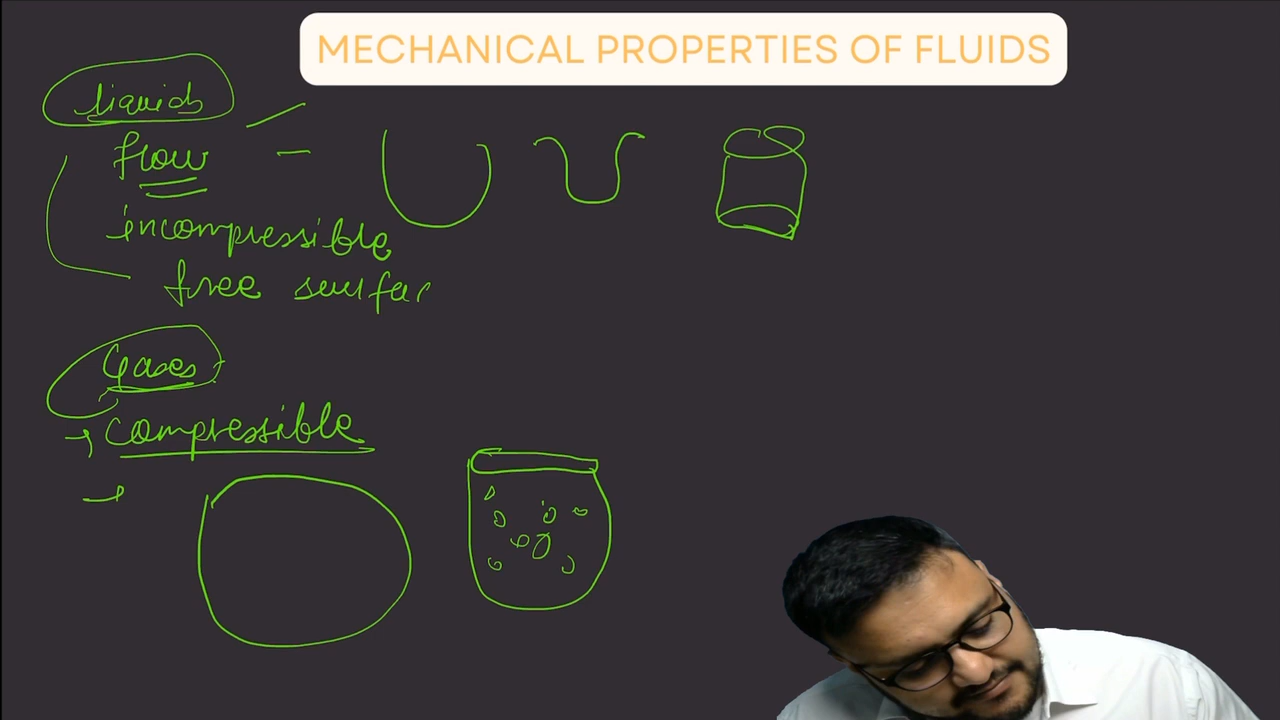 MECHANICAL PROPERTIES OF FLUIDS
liquids
flow
incompressible
free surfac
Gases
compressible